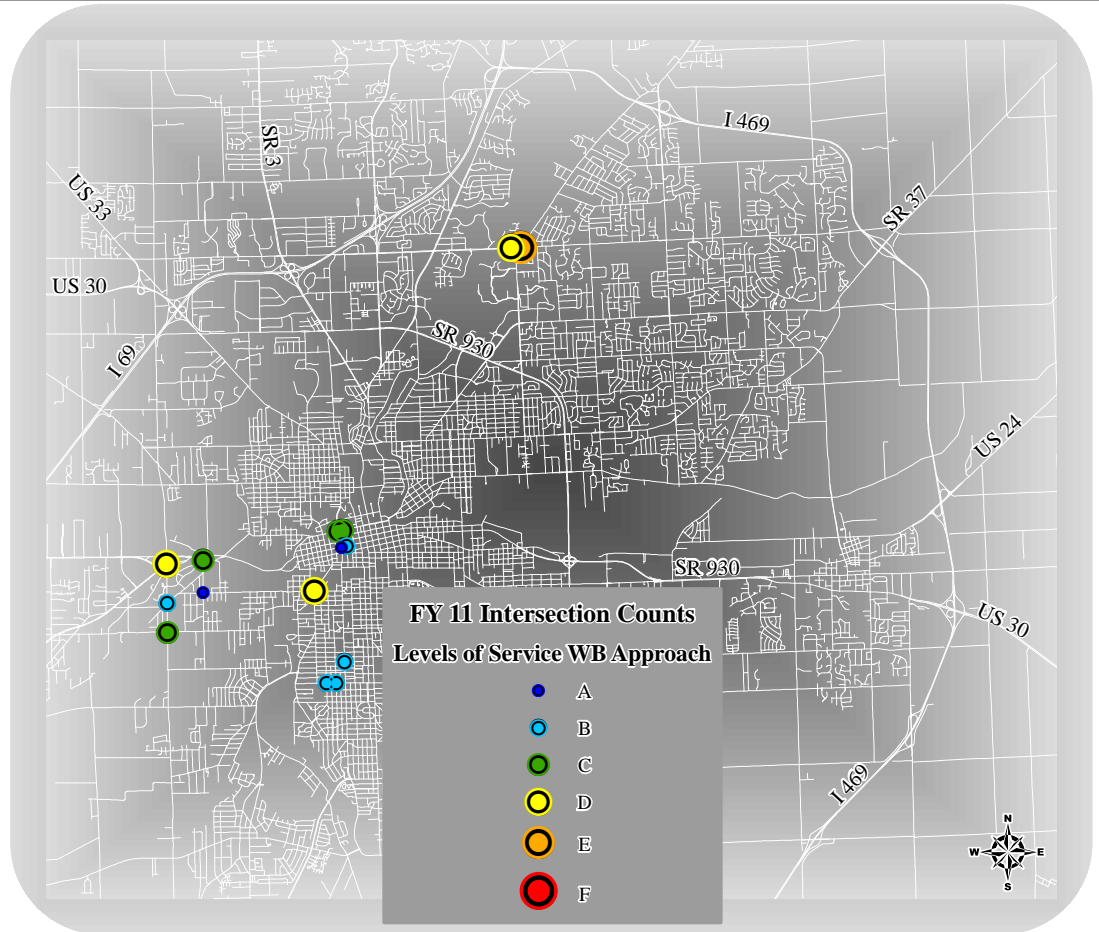 I 469
SR 3
US 33
SR 37
US 30
SR 930
I 69
US 24
SR 930
US 30
FY 11 Intersection Counts
Levels of Service WB Approach
A
B
C
D
E
F
I 469
N
W E
S